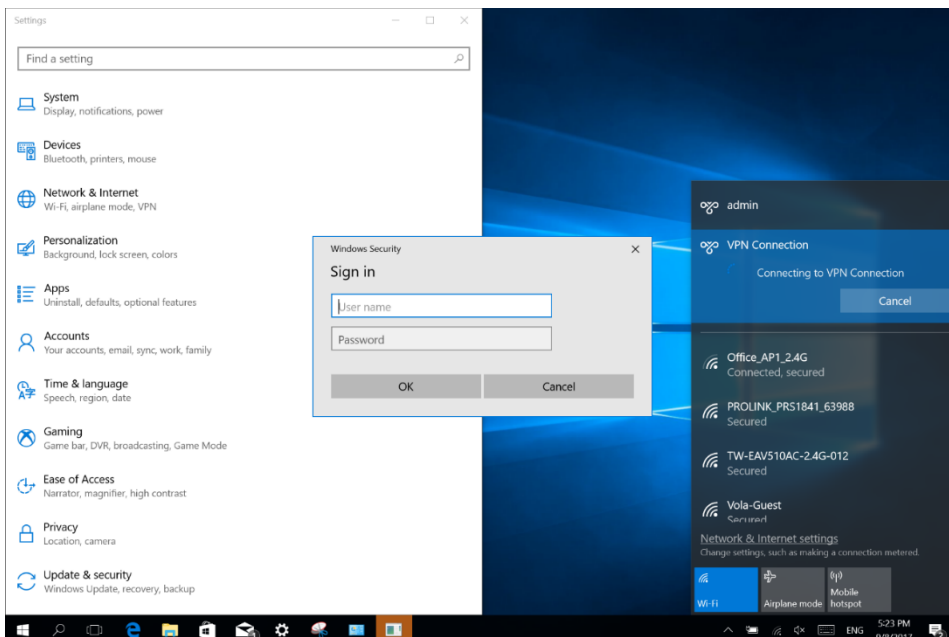 Settings
Find a setting
System
Display, notifications, power
Devices
Bluetooth, printers, mouse
Network & Internet
Wi-Fi, airplane mode, VPN
Personalization
Background, lock screen, colors
Apps
Uninstall, defaults, optional features
Accounts
Your accounts, email, sync, work, family
Time & language
Speech, region, date
Gaming
Game bar, DVR, broadcasting, Game Mode
Ease of Access
Narrator, magnifier, high contrast
Privacy
Location, camera
Update & security
Windows Update, recovery, backup
Windows Security
Sign in
User name
Password
OK Cancel
admin
VPN Connection
Connecting to VPN Connection
Cancel
Office_AP1_2.4G
Connected, secured
PROLINK_PRS1841_63988
Secured
TW-EAV510AC-2.4G-012
Secured
Vola-Guest
Secured
Network & Internet settings
Change settings, such as making a connection metered.
Wi-Fi
Airplane mode
Mobile
hotspot
ENG
5:23 PM